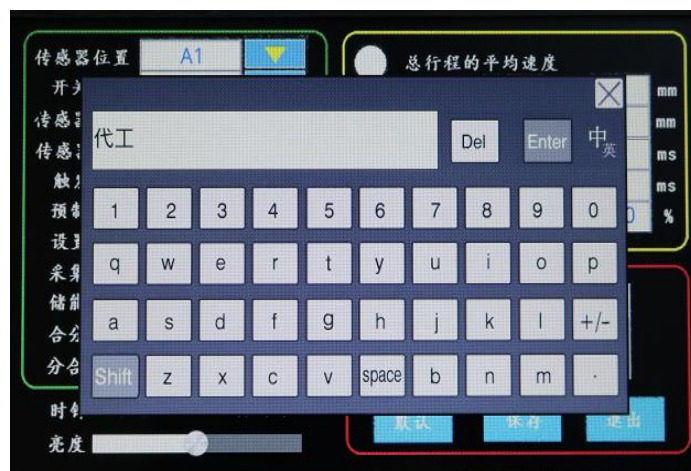 传感器位置 A1
总行程的平均速度
开关
mm
传感
mm
代工 Del Enter 中英
传感
ms
触发
ms
1 2 3 4 5 6 7 8 9 0
预制
0 %
设置
q w e r t y u i o p
采集
储能
a s d f g h j k l +/-
合分
分合
Shift z x c v space b n m .
时钟
默认 保存 退出
亮度